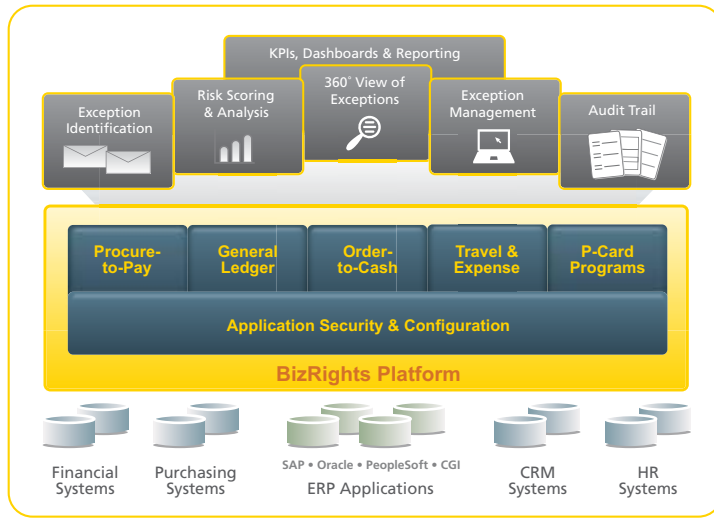 KPIs, Dashboards & Reporting
Exception
Identification
Risk Scoring
& Analysis
360° View of
Exceptions
Exception
Management
Audit Trail
Procure-
to-Pay
General
Ledger
Order-
to-Cash
Travel &
Expense
P-Card
Programs
Application Security & Configuration
BizRights Platform
Financial
Systems
Purchasing
Systems
SAP • Oracle • PeopleSoft • CGI
ERP Applications
CRM
Systems
HR
Systems